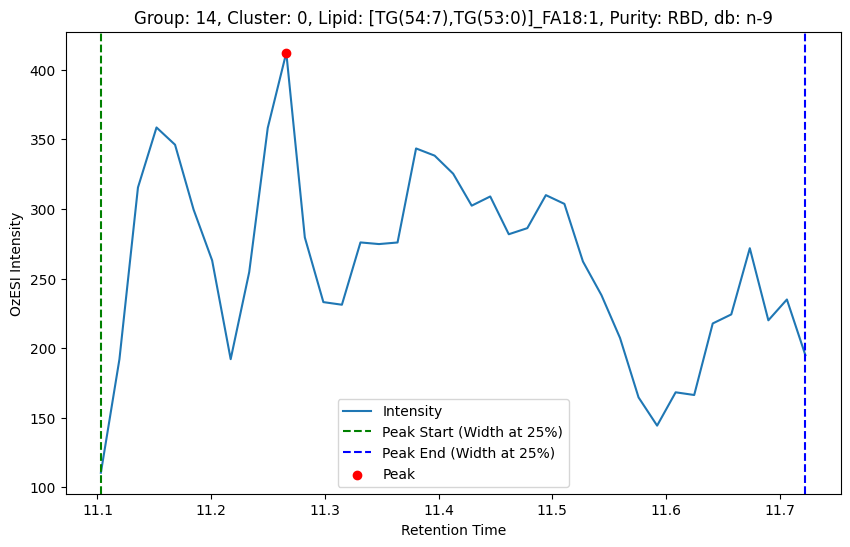 Group: 14, Cluster: 0, Lipid: [TG(54:7),TG(53:0)]_FA18:1, Purity: RBD, db: n-9
400
350
300
250
200
150
100
OzESI Intensity
Intensity
Peak Start (Width at 25%)
Peak End (Width at 25%)
Peak
11.1
11.2
11.3
11.4
11.5
11.6
11.7
Retention Time